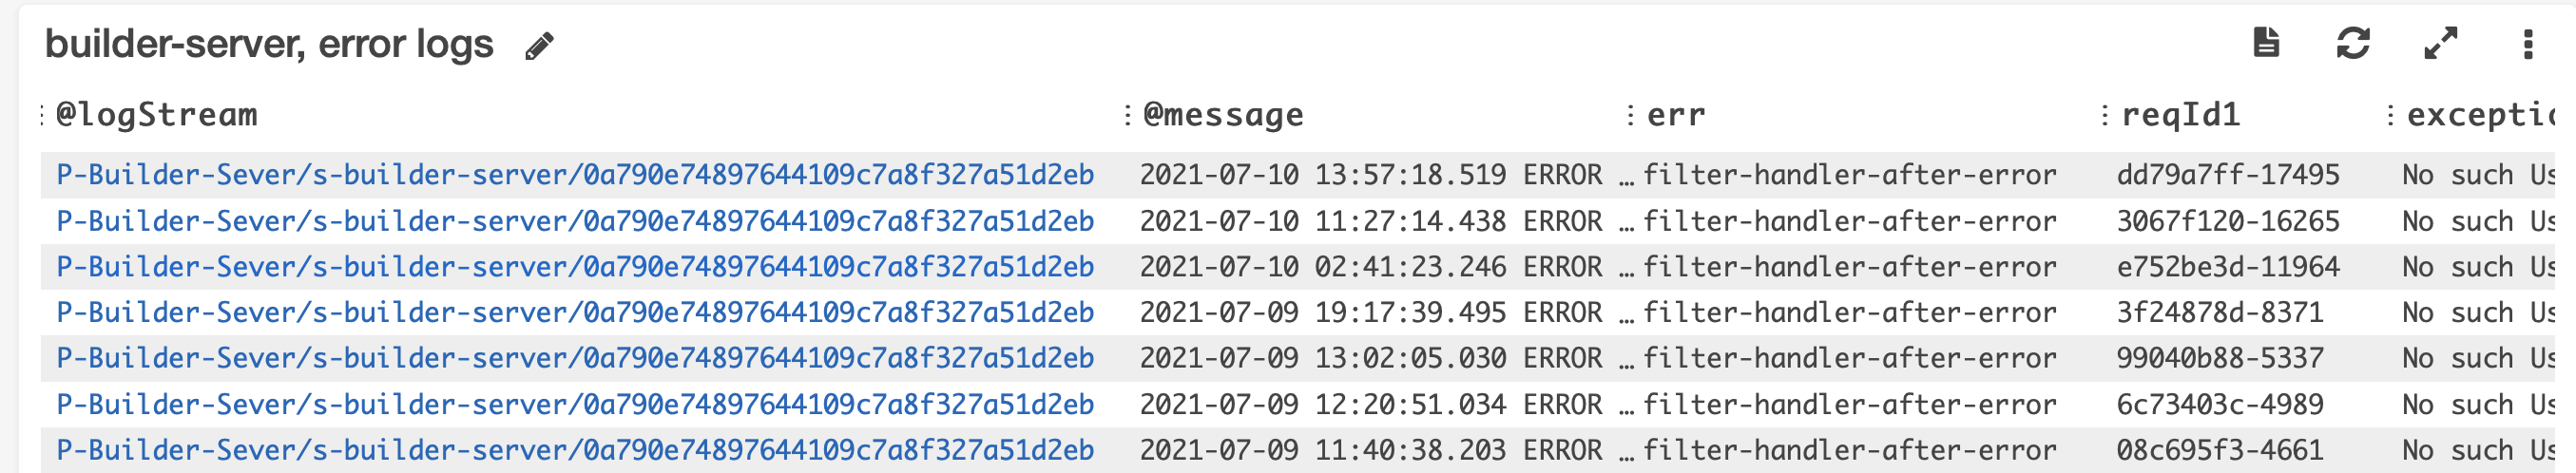 builder-server, error logs
@logStream @message err reqId1 exceptic
P-Builder-Sever/s-builder-server/0a790e74897644109c7a8f327a51d2eb 2021-07-10 13:57:18.519 ERROR … filter-handler-after-error dd79a7ff-17495 No such Us
P-Builder-Sever/s-builder-server/0a790e74897644109c7a8f327a51d2eb 2021-07-10 11:27:14.438 ERROR … filter-handler-after-error 3067f120-16265 No such Us
P-Builder-Sever/s-builder-server/0a790e74897644109c7a8f327a51d2eb 2021-07-10 02:41:23.246 ERROR … filter-handler-after-error e752be3d-11964 No such Us
P-Builder-Sever/s-builder-server/0a790e74897644109c7a8f327a51d2eb 2021-07-09 19:17:39.495 ERROR … filter-handler-after-error 3f24878d-8371 No such Us
P-Builder-Sever/s-builder-server/0a790e74897644109c7a8f327a51d2eb 2021-07-09 13:02:05.030 ERROR … filter-handler-after-error 99040b88-5337 No such Us
P-Builder-Sever/s-builder-server/0a790e74897644109c7a8f327a51d2eb 2021-07-09 12:20:51.034 ERROR … filter-handler-after-error 6c73403c-4989 No such Us
P-Builder-Sever/s-builder-server/0a790e74897644109c7a8f327a51d2eb 2021-07-09 11:40:38.203 ERROR … filter-handler-after-error 08c695f3-4661 No such Us